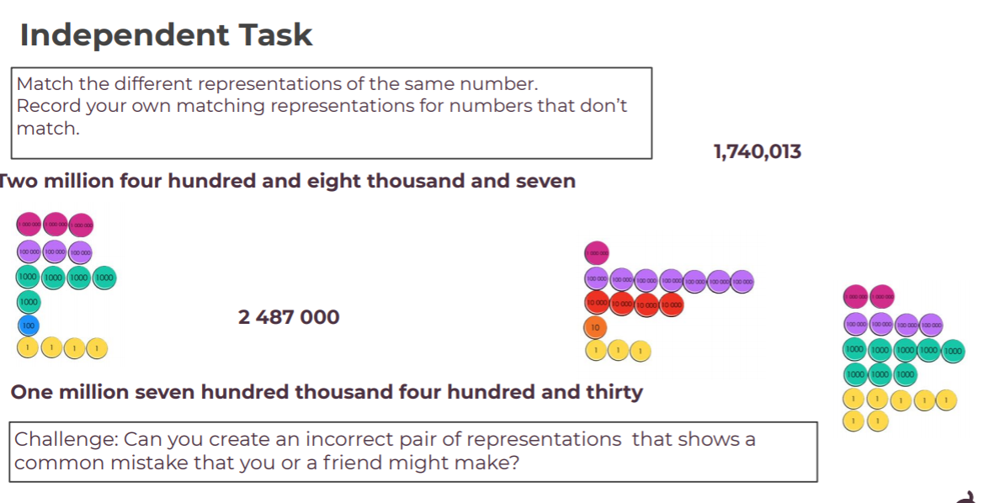 Independent Task
Match the different representations of the same number.
Record your own matching representations for numbers that don't
match.
1,740,013
Two million four hundred and eight thousand and seven
1 000 000 1 000 000 1 000 000
100 000 100 000 100 000
1000 1000 1000 1000
1000
100
1 1 1 1
2 487 000
1 000 000
100 000 100 000 100 000 100 000 100 000 100 000 100 000
10 000 10 000 10 000 10 000
10
1 1 1
1 000 000 1 000 000
100 000 100 000 100 000 100 000
1000 1000 1000 1000 1000
1000 1000 1000
1 1 1 1 1
1 1
One million seven hundred thousand four hundred and thirty
Challenge: Can you create an incorrect pair of representations that shows a
common mistake that you or a friend might make?